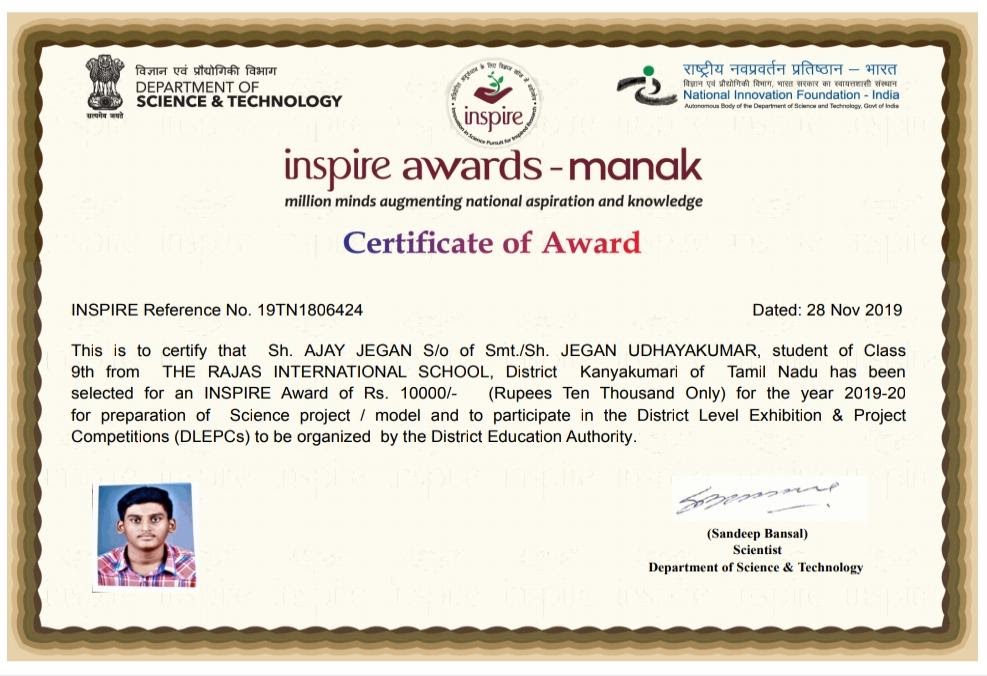 विज्ञान एवं प्रौद्योगिकी विभाग
DEPARTMENT OF
SCIENCE & TECHNOLOGY
सत्यमेव जयते
inspire
Innovation in Science Pursuit for Inspired Research
राष्ट्रीय नवप्रवर्तन प्रतिष्ठान – भारत
विज्ञान एवं प्रौद्योगिकी विभाग, भारत सरकार का स्वायत्तशासी संस्थान
National Innovation Foundation - India
Autonomous Body of the Department of Science and Technology, Govt of India
inspire awards - manak
million minds augmenting national aspiration and knowledge
Certificate of Award
INSPIRE Reference No. 19TN1806424
Dated: 28 Nov 2019
This is to certify that Sh. AJAY JEGAN S/o of Smt./Sh. JEGAN UDHAYAKUMAR, student of Class
9th from THE RAJAS INTERNATIONAL SCHOOL, District Kanyakumari of Tamil Nadu has been
selected for an INSPIRE Award of Rs. 10000/- (Rupees Ten Thousand Only) for the year 2019-20
for preparation of Science project / model and to participate in the District Level Exhibition & Project
Competitions (DLEPCs) to be organized by the District Education Authority.
(Sandeep Bansal)
Scientist
Department of Science & Technology